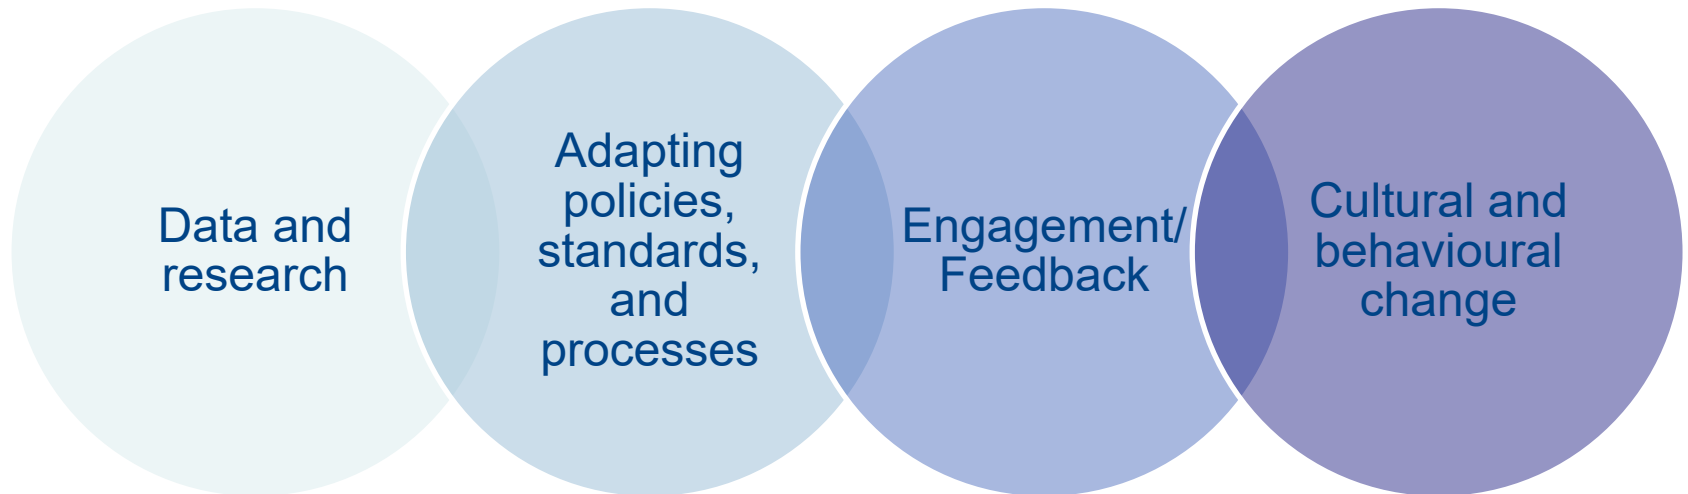 Data and
research
Adapting
policies,
standards,
and
processes
Engagement/
Feedback
Cultural and
behavioural
change